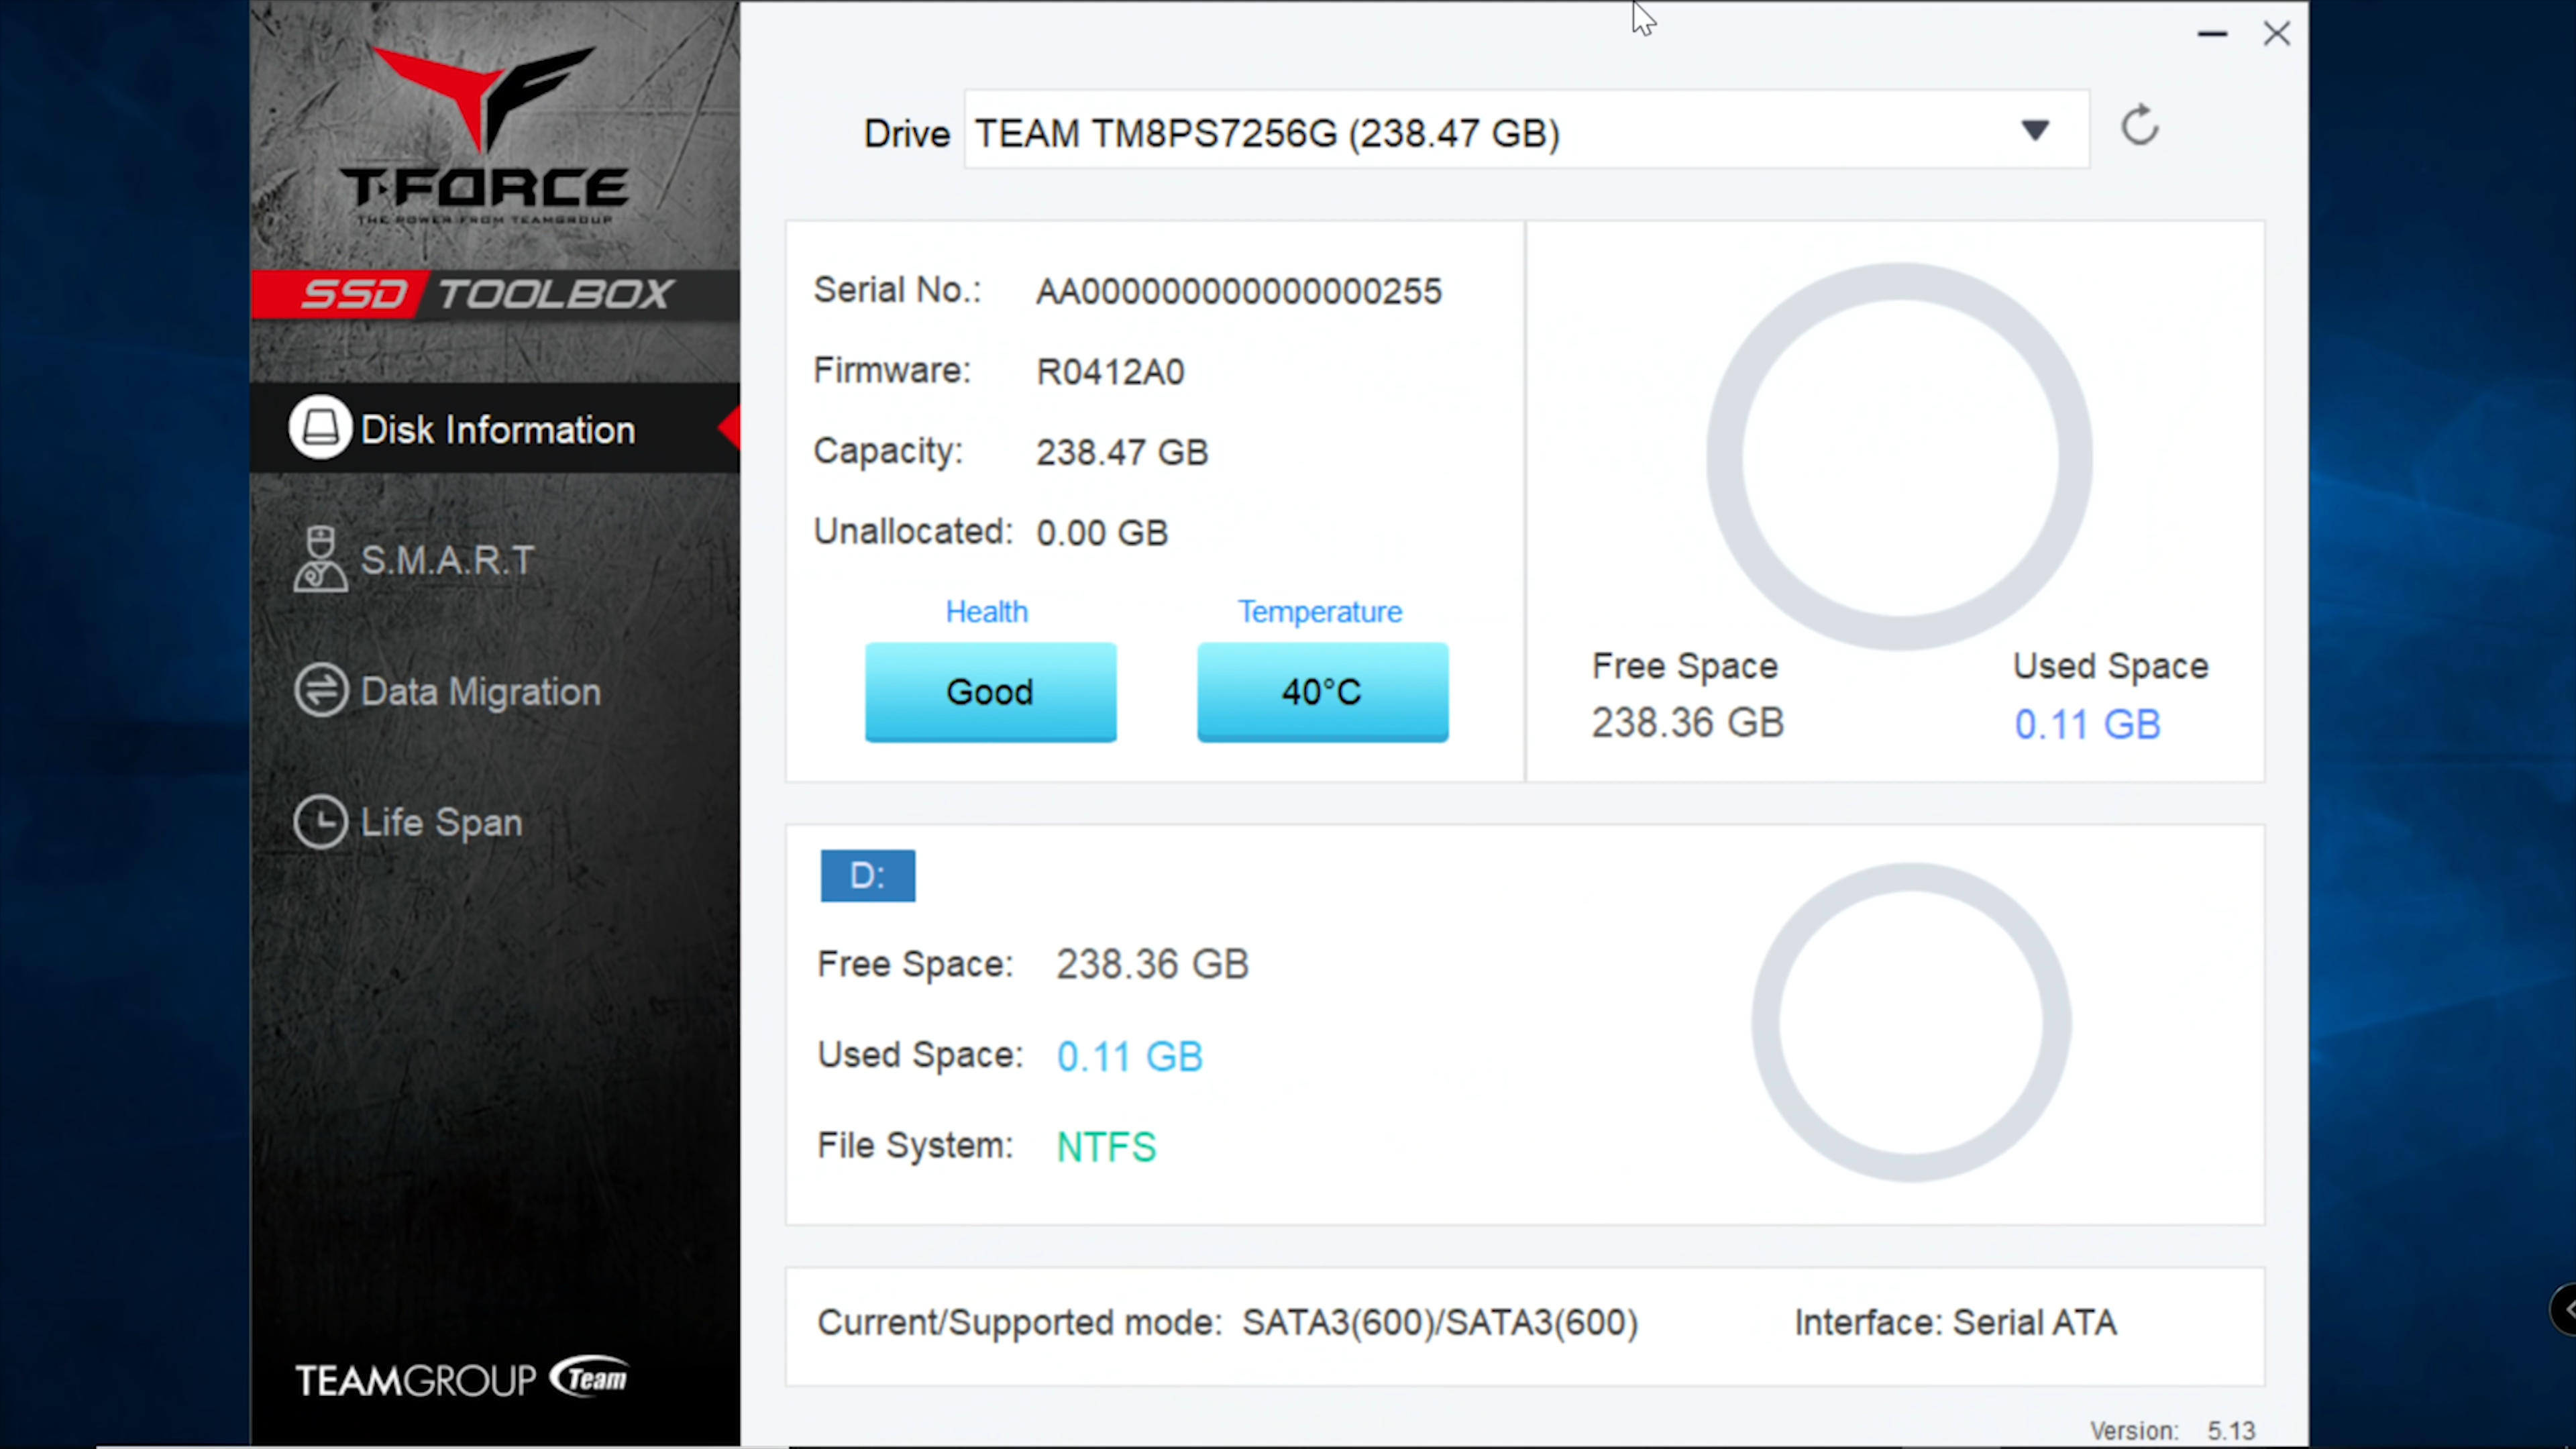 T-FORCE
THE POWER FROM TEAMGROUP
SSD TOOLBOX
Disk Information
S.M.A.R.T
Data Migration
Life Span
TEAMGROUP Team
Drive TEAM TM8PS7256G (238.47 GB)
Serial No.: AA000000000000000255
Firmware: R0412A0
Capacity: 238.47 GB
Unallocated: 0.00 GB
Health Temperature
Good 40°C
Free Space Used Space
238.36 GB 0.11 GB
D:
Free Space: 238.36 GB
Used Space: 0.11 GB
File System: NTFS
Current/Supported mode: SATA3(600)/SATA3(600) Interface: Serial ATA
Version: 5.13